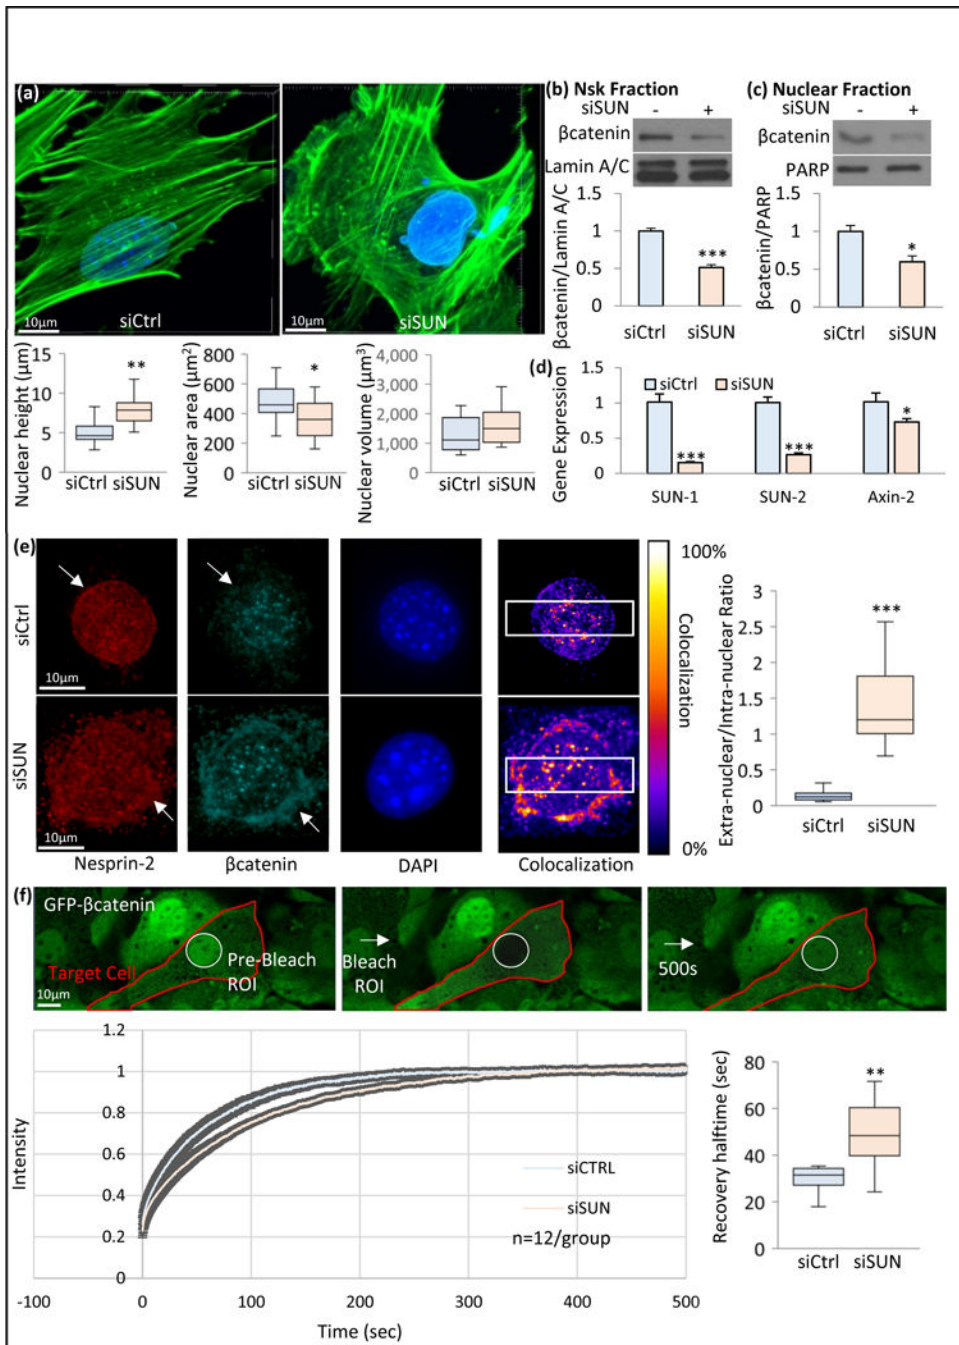 (a)
siCtrl
10μm
siSUN
10μm
(b) Nsk Fraction
siSUN - +
βcatenin
Lamin A/C
βcatenin/Lamin A/C
1.5
1
0.5
0
***
siCtrl siSUN
(c) Nuclear Fraction
siSUN - +
βcatenin
PARP
βcatenin/PARP
1.5
1
0.5
0
*
siCtrl siSUN
Nuclear height (μm)
15
10
5
0
**
siCtrl siSUN
Nuclear area (μm²)
800
600
400
200
0
*
siCtrl siSUN
Nuclear volume (μm³)
4,000
3,000
2,000
1,000
0
siCtrl siSUN
(d)
siCtrl siSUN
Gene Expression
1.5
1
0.5
0
*** *** *
SUN-1 SUN-2 Axin-2
(e)
siCtrl
10μm
siSUN
10μm
Nesprin-2 βcatenin DAPI Colocalization
100%
Colocalization
0%
Extra-nuclear/Intra-nuclear Ratio
3
2.5
2
1.5
1
0.5
0
***
siCtrl siSUN
(f)
GFP-βcatenin
Target Cell
10μm
Pre-Bleach
ROI
Bleach
ROI
500s
Intensity
1.2
1
0.8
0.6
0.4
0.2
0
siCTRL
siSUN
n=12/group
-100 0 100 200 300 400 500
Time (sec)
Recovery halftime (sec)
80
60
40
20
0
**
siCtrl siSUN